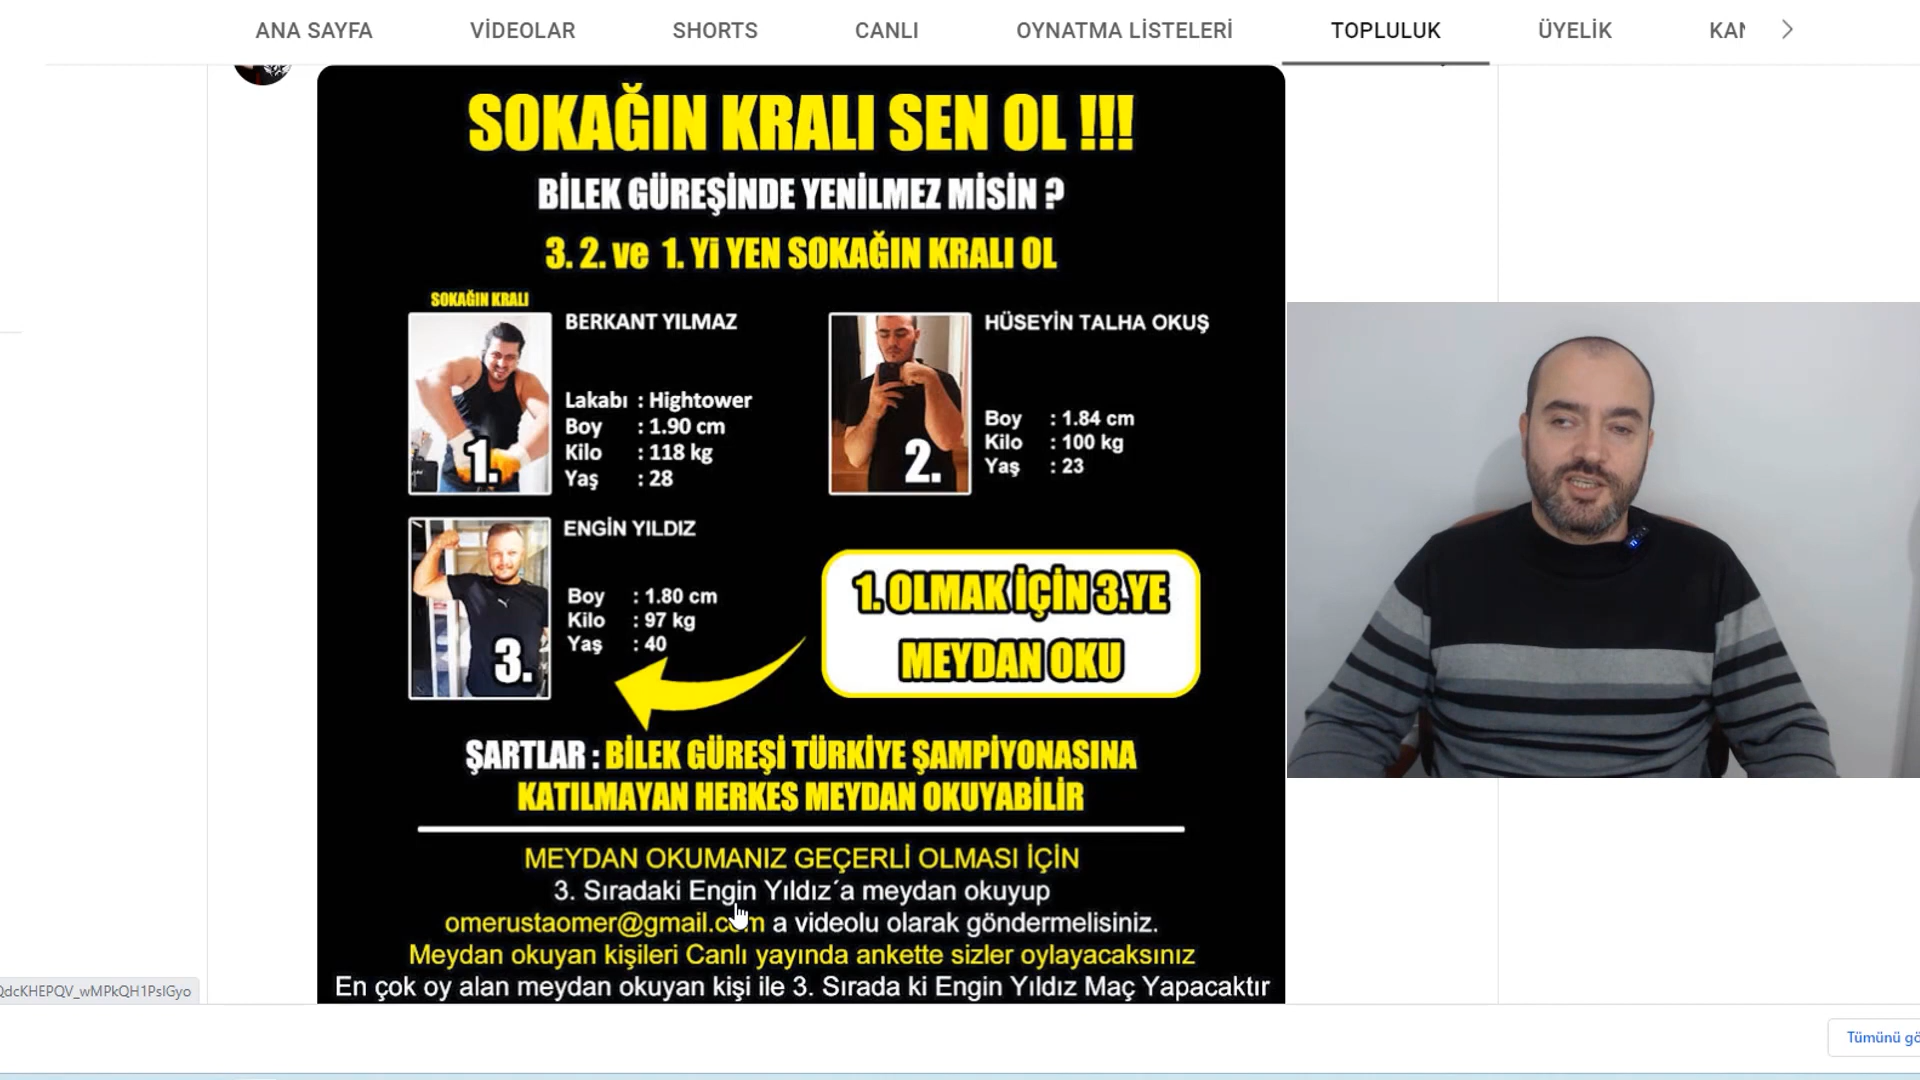 ANA SAYFA VİDEOLAR SHORTS CANLI OYNATMA LİSTELERİ TOPLULUK ÜYELİK
SOKAĞIN KRALI SEN OL !!!
BİLEK GÜREŞİNDE YENİLMEZ MİSİN ?
3. 2. ve 1. Yi YEN SOKAĞIN KRALI OL
SOKAĞIN KRALI
BERKANT YILMAZ
Lakabı : Hightower
Boy : 1.90 cm
Kilo : 118 kg
Yaş : 28
1.
HÜSEYİN TALHA OKUŞ
Boy : 1.84 cm
Kilo : 100 kg
Yaş : 23
2.
ENGİN YILDIZ
Boy : 1.80 cm
Kilo : 97 kg
Yaş : 40
3.
1. OLMAK İÇİN 3.YE
MEYDAN OKU
ŞARTLAR : BİLEK GÜREŞİ TÜRKİYE ŞAMPİYONASINA
KATILMAYAN HERKES MEYDAN OKUYABİLİR
MEYDAN OKUMANIZ GEÇERLİ OLMASI İÇİN
3. Sıradaki Engin Yıldız´a meydan okuyup
omerustaomer@gmail.com a videolu olarak göndermelisiniz.
Meydan okuyan kişileri Canlı yayında ankette sizler oylayacaksınız
En çok oy alan meydan okuyan kişi ile 3. Sırada ki Engin Yıldız Maç Yapacaktır
Tümünü